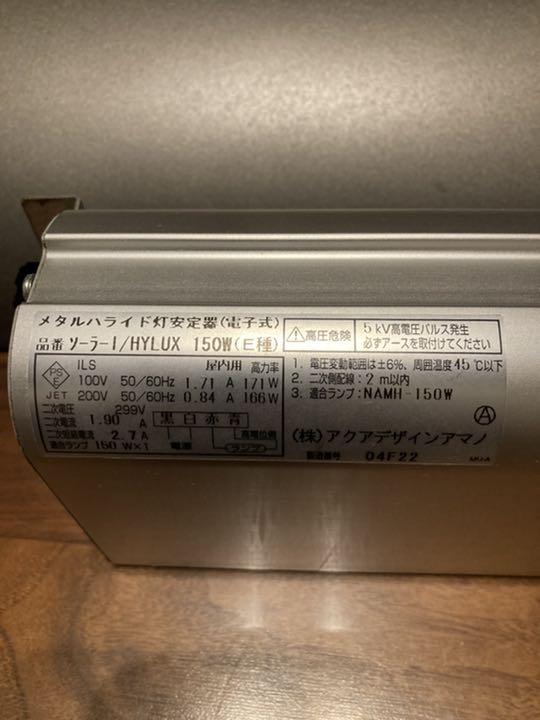 メタルハライド灯安定器(電子式)
品番 ソーラーI/HYLUX 150W(E種)
高圧危険
5kV高電圧パルス発生
必ずアースを取付けてください
PS
E
JET
ILS 屋内用 高力率
100V 50/60Hz 1.71 A 171W
200V 50/60Hz 0.84 A 166W
二次電圧 299V
二次電流 1.90 A
二次短絡電流 2.7 A
適合ランプ 150 W×1
黒 白 赤 青
電源
高電位側
ランプ
1. 電圧変動範囲は±6%、周囲温度45℃以下
2. 二次側配線: 2 m以内
3. 適合ランプ: NAMH-150W
A
(株)アクアデザインアマノ
製造番号 04F22